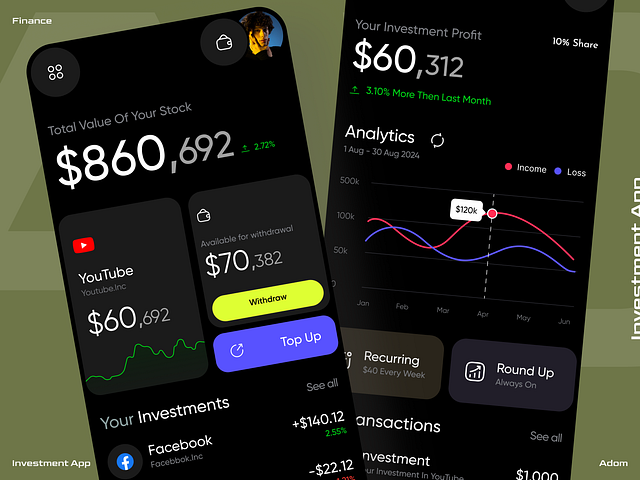 Finance
Total Value Of Your Stock
$860,692
2.72%
YouTube
Youtube.Inc
$60,692
Available for withdrawal
$70,382
Withdraw
Top Up
Your Investments
See all
Facebook
Facebbok.Inc
+$140.12
2.55%
-$22.12
Your Investment Profit
10% Share
$60,312
3.10% More Then Last Month
Analytics
1 Aug - 30 Aug 2024
Income
Loss
500k
100k
50k
0
$120k
Jan
Feb
Mar
Apr
May
Jun
Recurring
$40 Every Week
Round Up
Always On
ansactions
See all
nvestment
our Investment In YouTube
$1,000
Investment App
Investment App
Adam